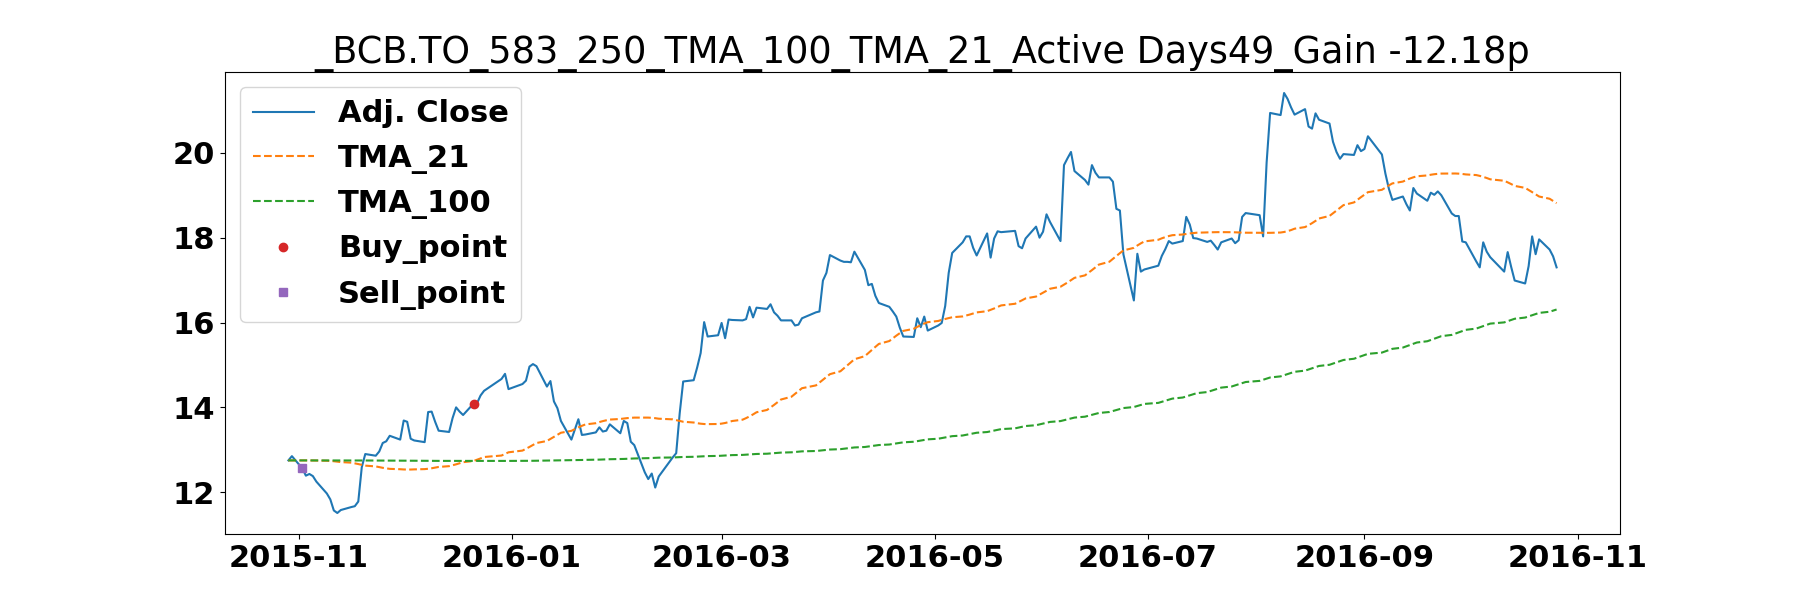 _BCB.TO_583_250_TMA_100_TMA_21_Active Days49_Gain -12.18p
Adj. Close
TMA_21
TMA_100
Buy_point
Sell_point
20
18
16
14
12
2015-11 2016-01 2016-03 2016-05 2016-07 2016-09 2016-11